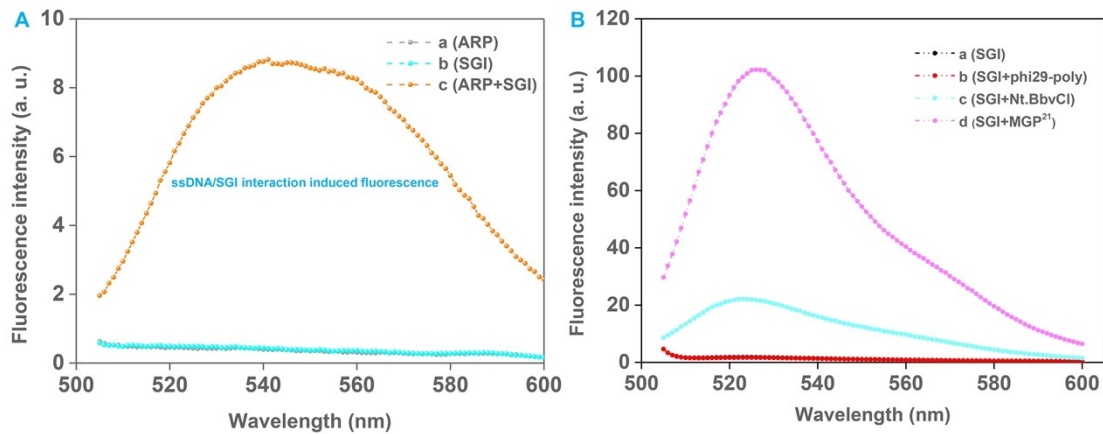 A
Fluorescence intensity (a. u.)
10
8
6
4
2
0
a (ARP)
b (SGI)
c (ARP+SGI)
ssDNA/SGI interaction induced fluorescence
500 520 540 560 580 600
Wavelength (nm)
B
Fluorescence intensity (a. u.)
120
100
80
60
40
20
0
a (SGI)
b (SGI+phi29-poly)
c (SGI+Nt.BbvCI)
d (SGI+MGP²¹)
500 520 540 560 580 600
Wavelength (nm)